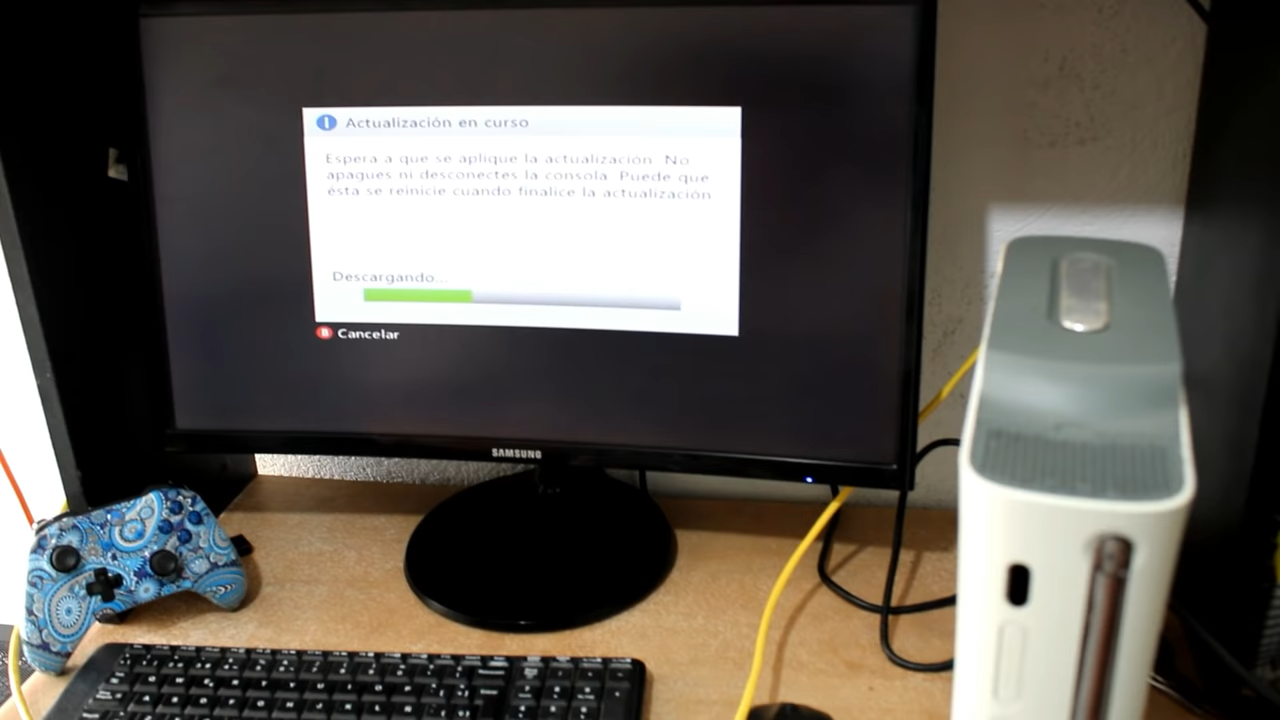 Actualización en curso
Espera a que se aplique la actualización. No
apagues ni desconectes la consola. Puede que
ésta se reinicie cuando finalice la actualización
Descargando...
B Cancelar
SAMSUNG